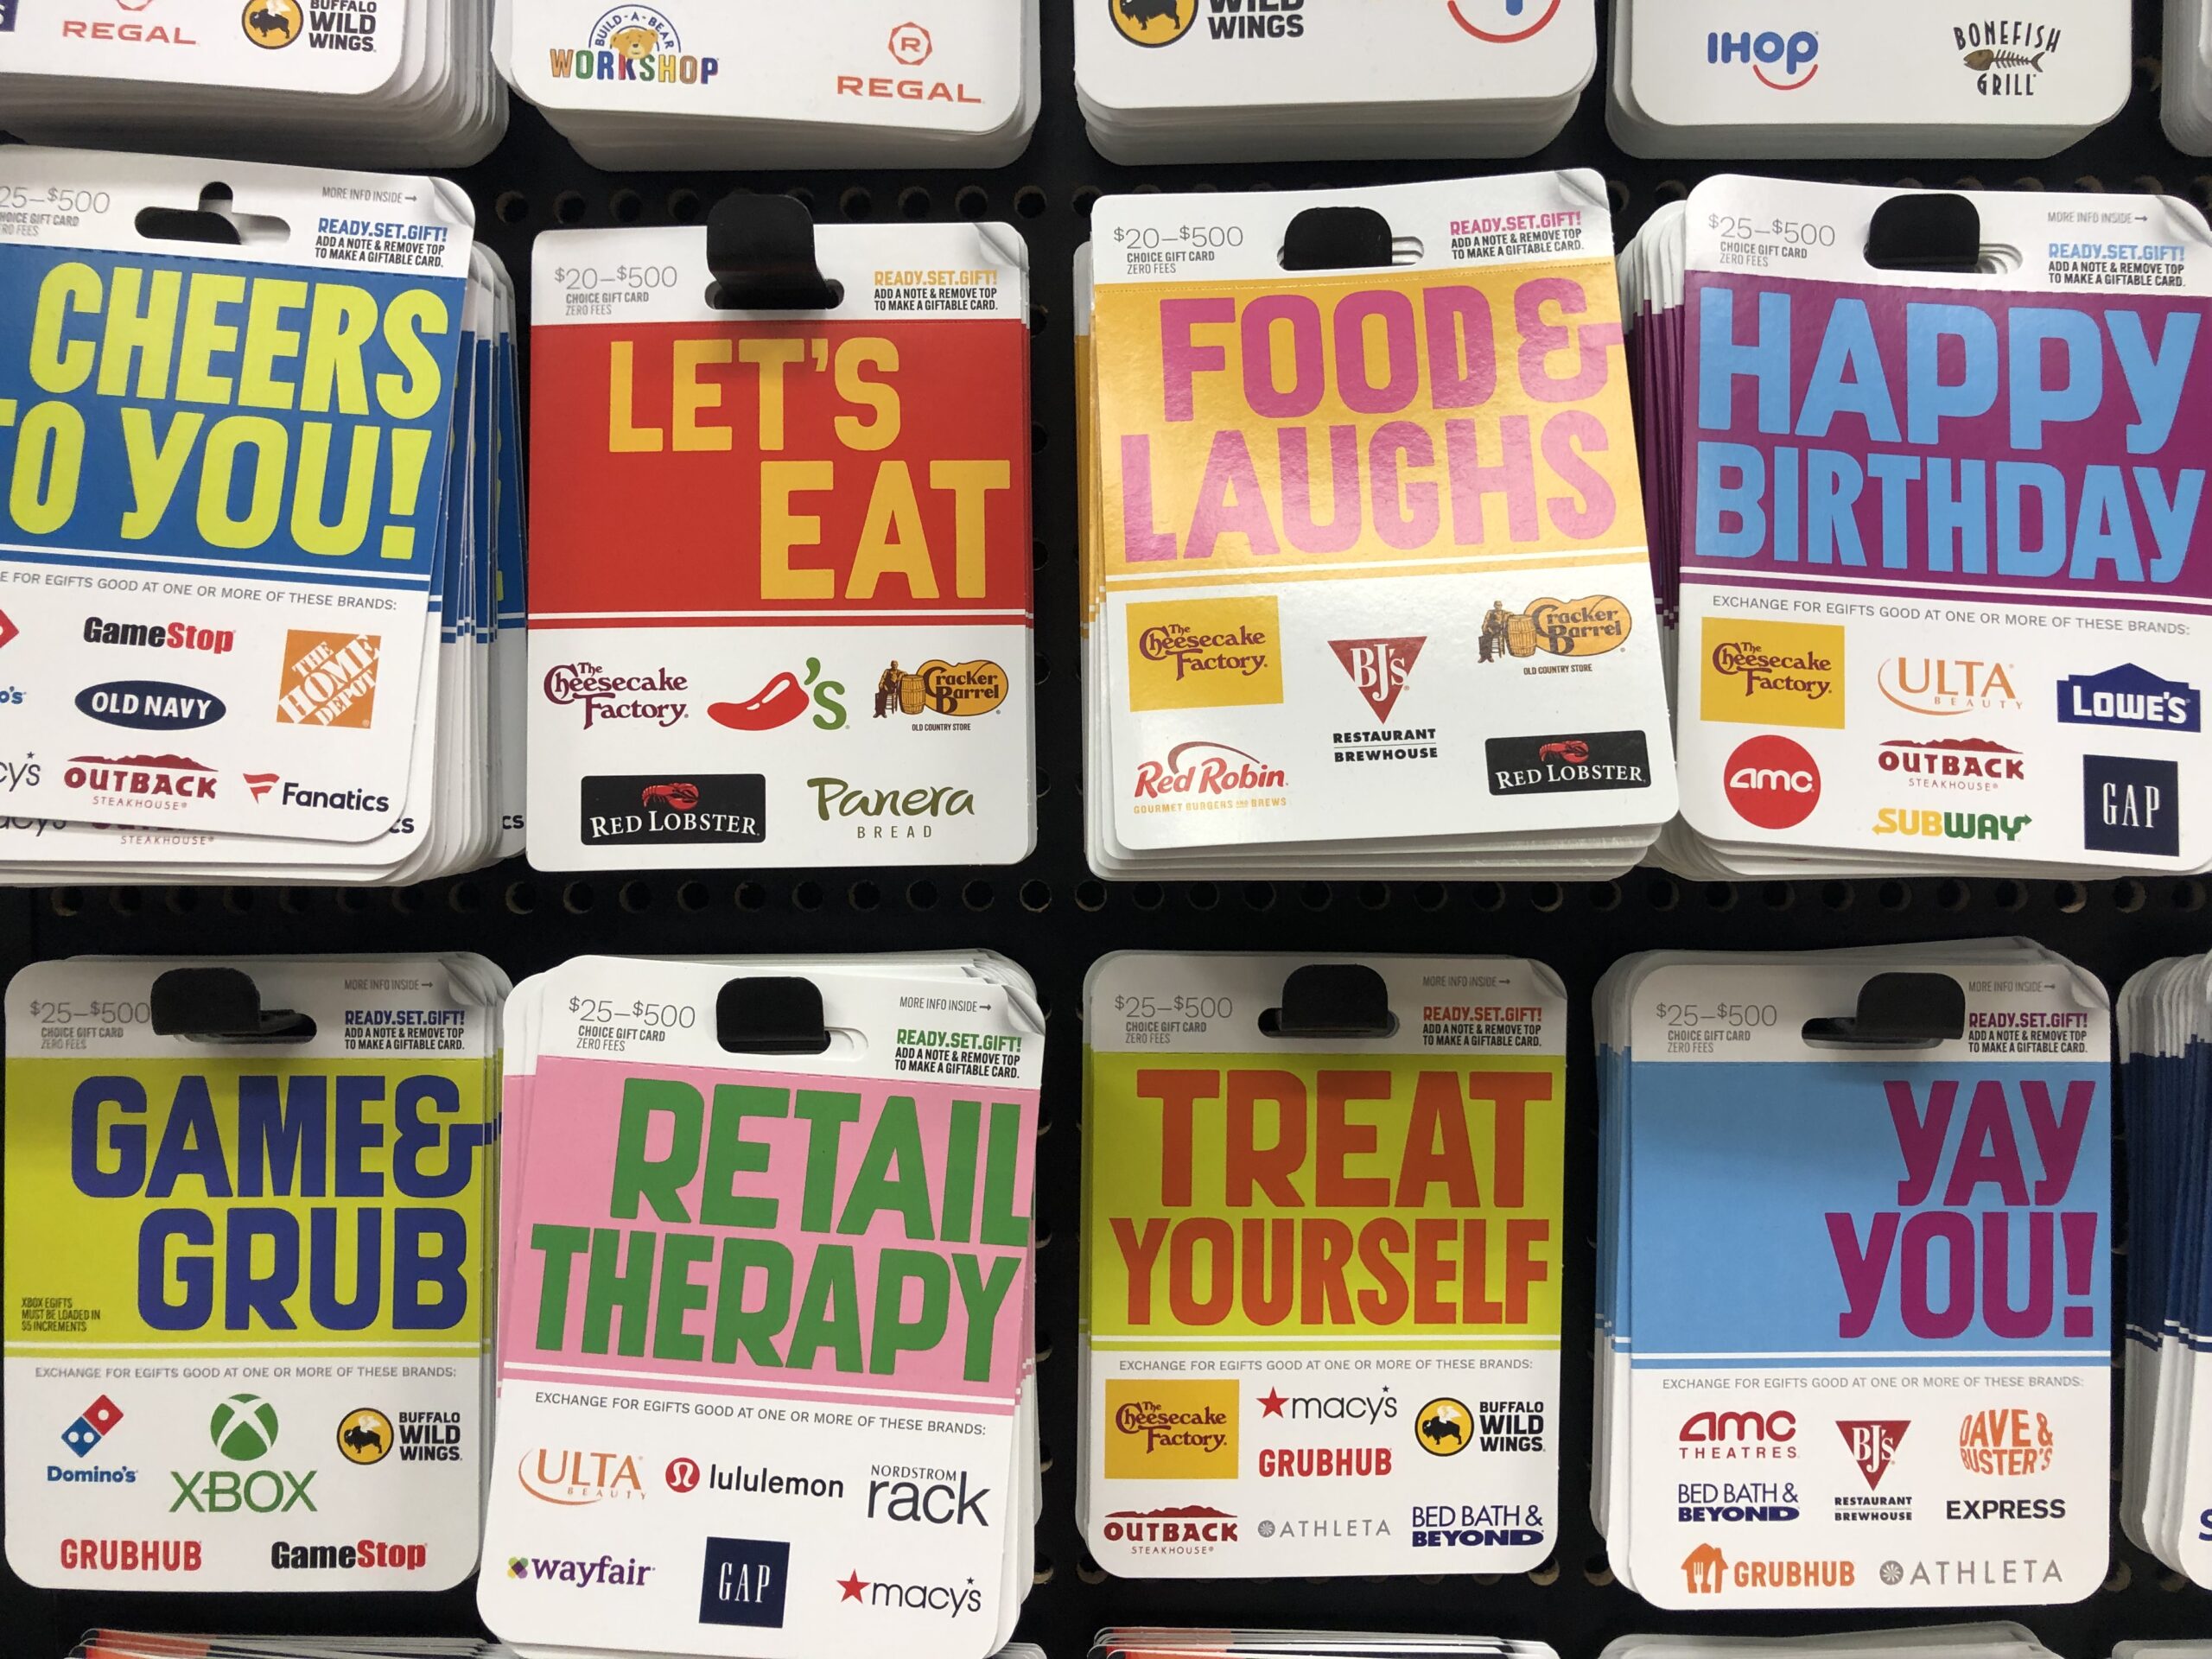 REGAL
BUFFALO
WILD
WINGS
BUILD-A-BEAR
WORKSHOP
REGAL
WILD
WINGS
IHOP
BONEFISH
GRILL
25–$500
MORE INFO INSIDE→
READY.SET.GIFT!
ADD A NOTE & REMOVE TOP
TO MAKE A GIFTABLE CARD.
CHEERS
TO YOU!
E FOR EGIFTS GOOD AT ONE OR MORE OF THESE BRANDS:
GameStop
THE
HOME
DEPOT
OLD NAVY
OUTBACK
STEAKHOUSE
Fanatics
STEAKHOUSE
$20–$500
CHOICE GIFT CARD
ZERO FEES
READY.SET.GIFT!
ADD A NOTE & REMOVE TOP
TO MAKE A GIFTABLE CARD.
LET'S
EAT
The
Cheesecake
Factory
's
Cracker
Barrel
OLD COUNTRY STORE
RED LOBSTER
Panera
BREAD
$20–$500
CHOICE GIFT CARD
ZERO FEES
READY.SET.GIFT!
ADD A NOTE & REMOVE TOP
TO MAKE A GIFTABLE CARD.
FOOD &
LAUGHS
The
Cheesecake
Factory
BJ's
RESTAURANT
BREWHOUSE
Cracker
Barrel
OLD COUNTRY STORE
Red Robin
GOURMET BURGERS AND BREWS
RED LOBSTER
$25–$500
CHOICE GIFT CARD
ZERO FEES
MORE INFO INSIDE→
READY.SET.GIFT!
ADD A NOTE & REMOVE TOP
TO MAKE A GIFTABLE CARD.
HAPPY
BIRTHDAY
EXCHANGE FOR EGIFTS GOOD AT ONE OR MORE OF THESE BRANDS:
The
Cheesecake
Factory
ULTA
BEAUTY
LOWE'S
amc
OUTBACK
STEAKHOUSE
SUBWAY
GAP
$25–$500
CHOICE GIFT CARD
ZERO FEES
MORE INFO INSIDE→
READY.SET.GIFT!
ADD A NOTE & REMOVE TOP
TO MAKE A GIFTABLE CARD.
GAME &
GRUB
XBOX EGIFTS
MUST BE LOADED IN
$5 INCREMENTS
EXCHANGE FOR EGIFTS GOOD AT ONE OR MORE OF THESE BRANDS:
Domino's
XBOX
BUFFALO
WILD
WINGS
GRUBHUB
GameStop
$25–$500
CHOICE GIFT CARD
ZERO FEES
MORE INFO INSIDE→
READY.SET.GIFT!
ADD A NOTE & REMOVE TOP
TO MAKE A GIFTABLE CARD.
RETAIL
THERAPY
EXCHANGE FOR EGIFTS GOOD AT ONE OR MORE OF THESE BRANDS:
ULTA
BEAUTY
lululemon
NORDSTROM
rack
wayfair
GAP
macy's
$25–$500
CHOICE GIFT CARD
ZERO FEES
MORE INFO INSIDE→
READY.SET.GIFT!
ADD A NOTE & REMOVE TOP
TO MAKE A GIFTABLE CARD.
TREAT
YOURSELF
EXCHANGE FOR EGIFTS GOOD AT ONE OR MORE OF THESE BRANDS:
The
Cheesecake
Factory
macy's
GRUBHUB
BUFFALO
WILD
WINGS
OUTBACK
STEAKHOUSE
ATHLETA
BED BATH &
BEYOND
$25–$500
CHOICE GIFT CARD
ZERO FEES
MORE INFO INSIDE→
READY.SET.GIFT!
ADD A NOTE & REMOVE TOP
TO MAKE A GIFTABLE CARD.
YAY
YOU!
EXCHANGE FOR EGIFTS GOOD AT ONE OR MORE OF THESE BRANDS:
amc
THEATRES
BJ's
RESTAURANT
BREWHOUSE
DAVE &
BUSTER'S
BED BATH &
BEYOND
EXPRESS
GRUBHUB
ATHLETA